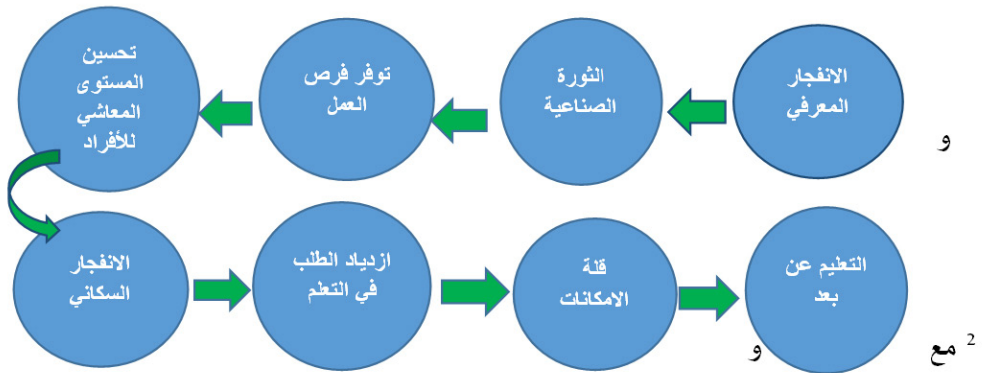 الانفجار
المعرفي
الثورة
الصناعية
توفر فرص
العمل
تحسين
المستوى
المعاشي
للأفراد
و
الانفجار
السكاني
ازدياد الطلب
في التعلم
قلة
الامكانات
التعليم عن
بعد
و
2 مع